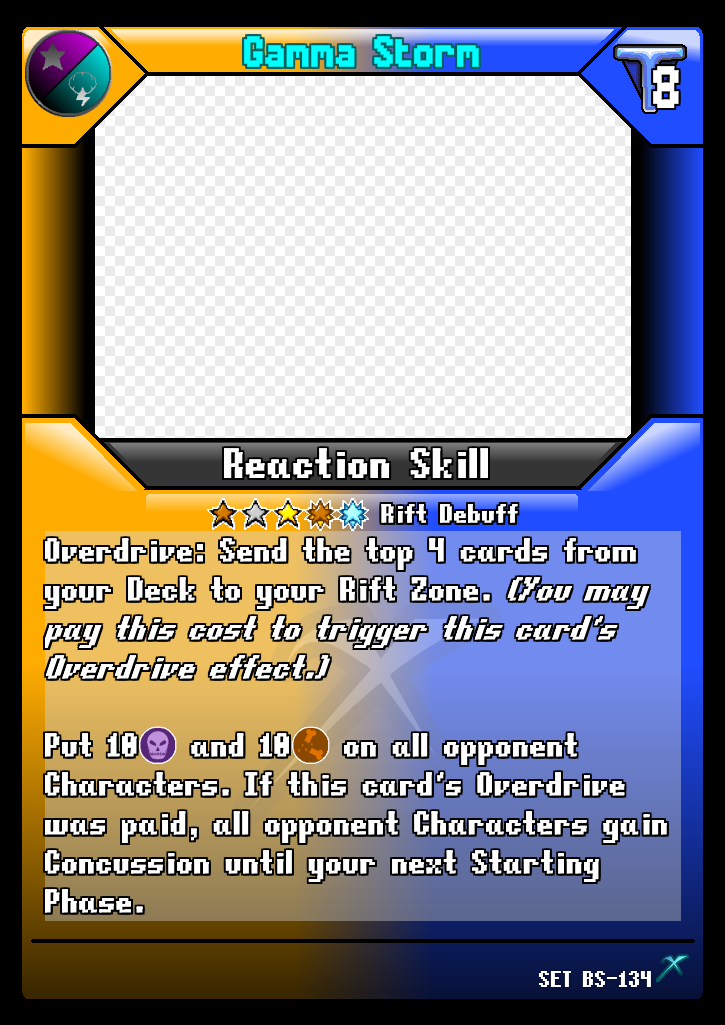 Gamma Storm
8
Reaction Skill
Rift Debuff
Overdrive: Send the top 4 cards from
your Deck to your Rift Zone. (You may
pay this cost to trigger this card's
Overdrive effect.)
Put 10 and 10 on all opponent
Characters. If this card's Overdrive
was paid, all opponent Characters gain
Concussion until your next Starting
Phase.
SET BS-134